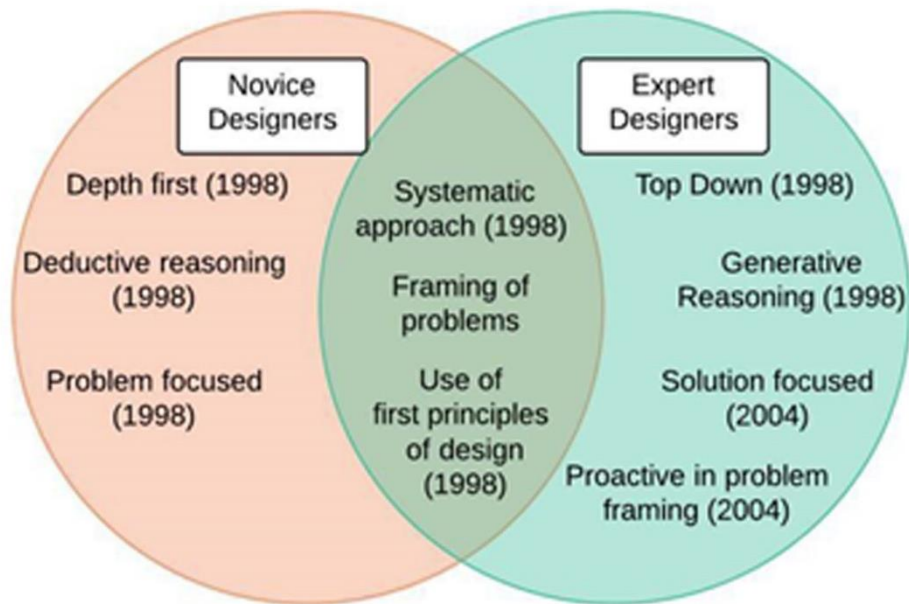 Novice
Designers
Depth first (1998)
Deductive reasoning
(1998)
Problem focused
(1998)
Systematic
approach (1998)
Framing of
problems
Use of
first principles
of design
(1998)
Expert
Designers
Top Down (1998)
Generative
Reasoning (1998)
Solution focused
(2004)
Proactive in problem
framing (2004)